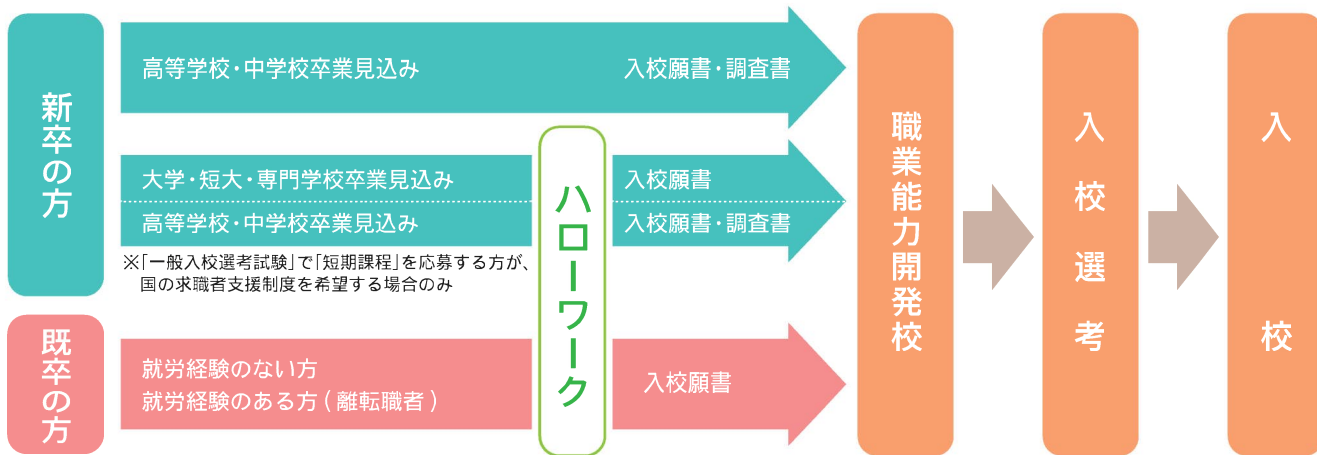 新卒の方
高等学校・中学校卒業見込み
入校願書・調査書
大学・短大・専門学校卒業見込み
入校願書
高等学校・中学校卒業見込み
入校願書・調査書
※「一般入校選考試験」で「短期課程」を応募する方が、
国の求職者支援制度を希望する場合のみ
既卒の方
就労経験のない方
就労経験のある方(離転職者)
入校願書
ハローワーク
職業能力開発校
入校選考
入校